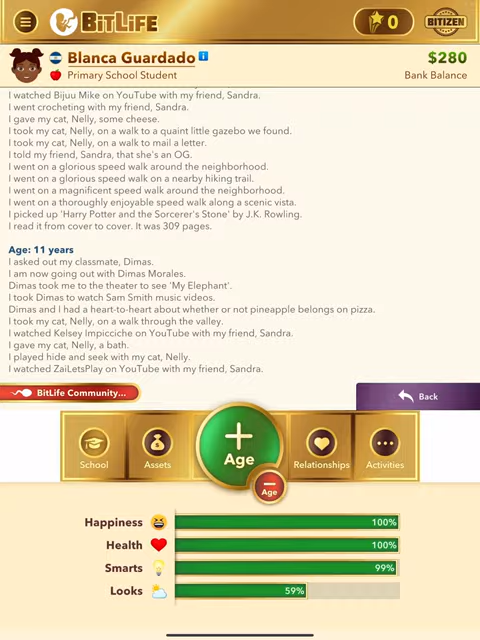 BitLife
0
BITIZEN
Blanca Guardado i
$280
Primary School Student
Bank Balance
I watched Bijuu Mike on YouTube with my friend, Sandra.
I went crocheting with my friend, Sandra.
I gave my cat, Nelly, some cheese.
I took my cat, Nelly, on a walk to a quaint little gazebo we found.
I took my cat, Nelly, on a walk to mail a letter.
I told my friend, Sandra, that she's an OG.
I went on a glorious speed walk around the neighborhood.
I went on a glorious speed walk on a nearby hiking trail.
I went on a magnificent speed walk around the neighborhood.
I went on a thoroughly enjoyable speed walk along a scenic vista.
I picked up 'Harry Potter and the Sorcerer's Stone' by J.K. Rowling.
I read it from cover to cover. It was 309 pages.
Age: 11 years
I asked out my classmate, Dimas.
I am now going out with Dimas Morales.
Dimas took me to the theater to see 'My Elephant'.
I took Dimas to watch Sam Smith music videos.
Dimas and I had a heart-to-heart about whether or not pineapple belongs on pizza.
I took my cat, Nelly, on a walk through the valley.
I watched Kelsey Impicciche on YouTube with my friend, Sandra.
I gave my cat, Nelly, a bath.
I played hide and seek with my cat, Nelly.
I watched ZaiLetsPlay on YouTube with my friend, Sandra.
BitLife Community...
Back
School
Assets
Age
Relationships
Activities
Age
Happiness 100%
Health 100%
Smarts 99%
Looks 59%